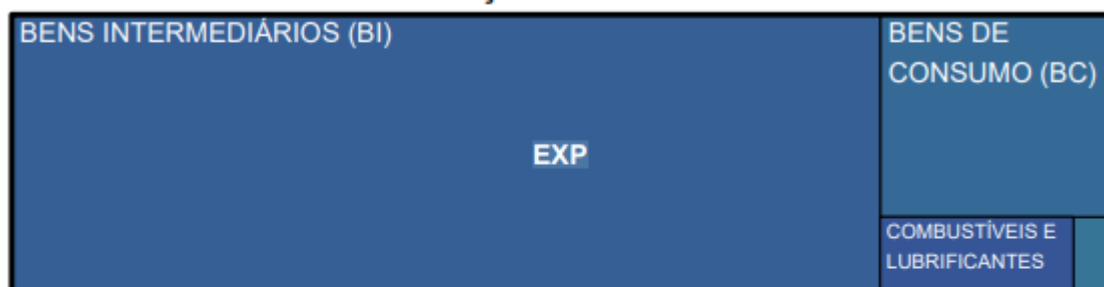 BENS INTERMEDIÁRIOS (BI)
BENS DE
CONSUMO (BC)
EXP
COMBUSTÍVEIS E
LUBRIFICANTES